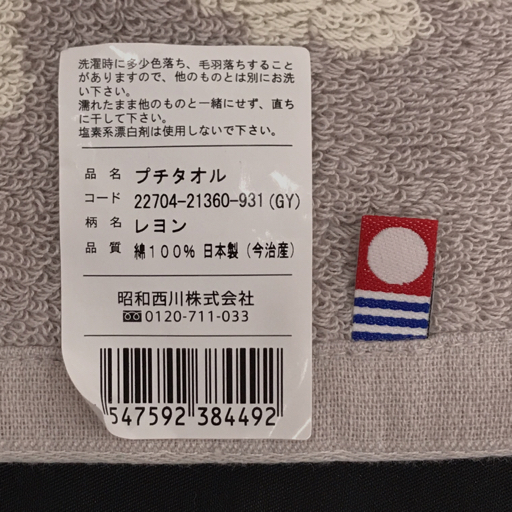 洗濯時に多少色落ち、毛羽落ちすること
がありますので、他のものとは別にお洗
い下さい。
濡れたまま他のものと一緒にせず、直ち
に干して下さい。
塩素系漂白剤は使用しないで下さい。
品名 プチタオル
コード 22704-21360-931(GY)
柄名 レヨン
品質 綿100% 日本製(今治産)
昭和西川株式会社
0120-711-033
547592 384492